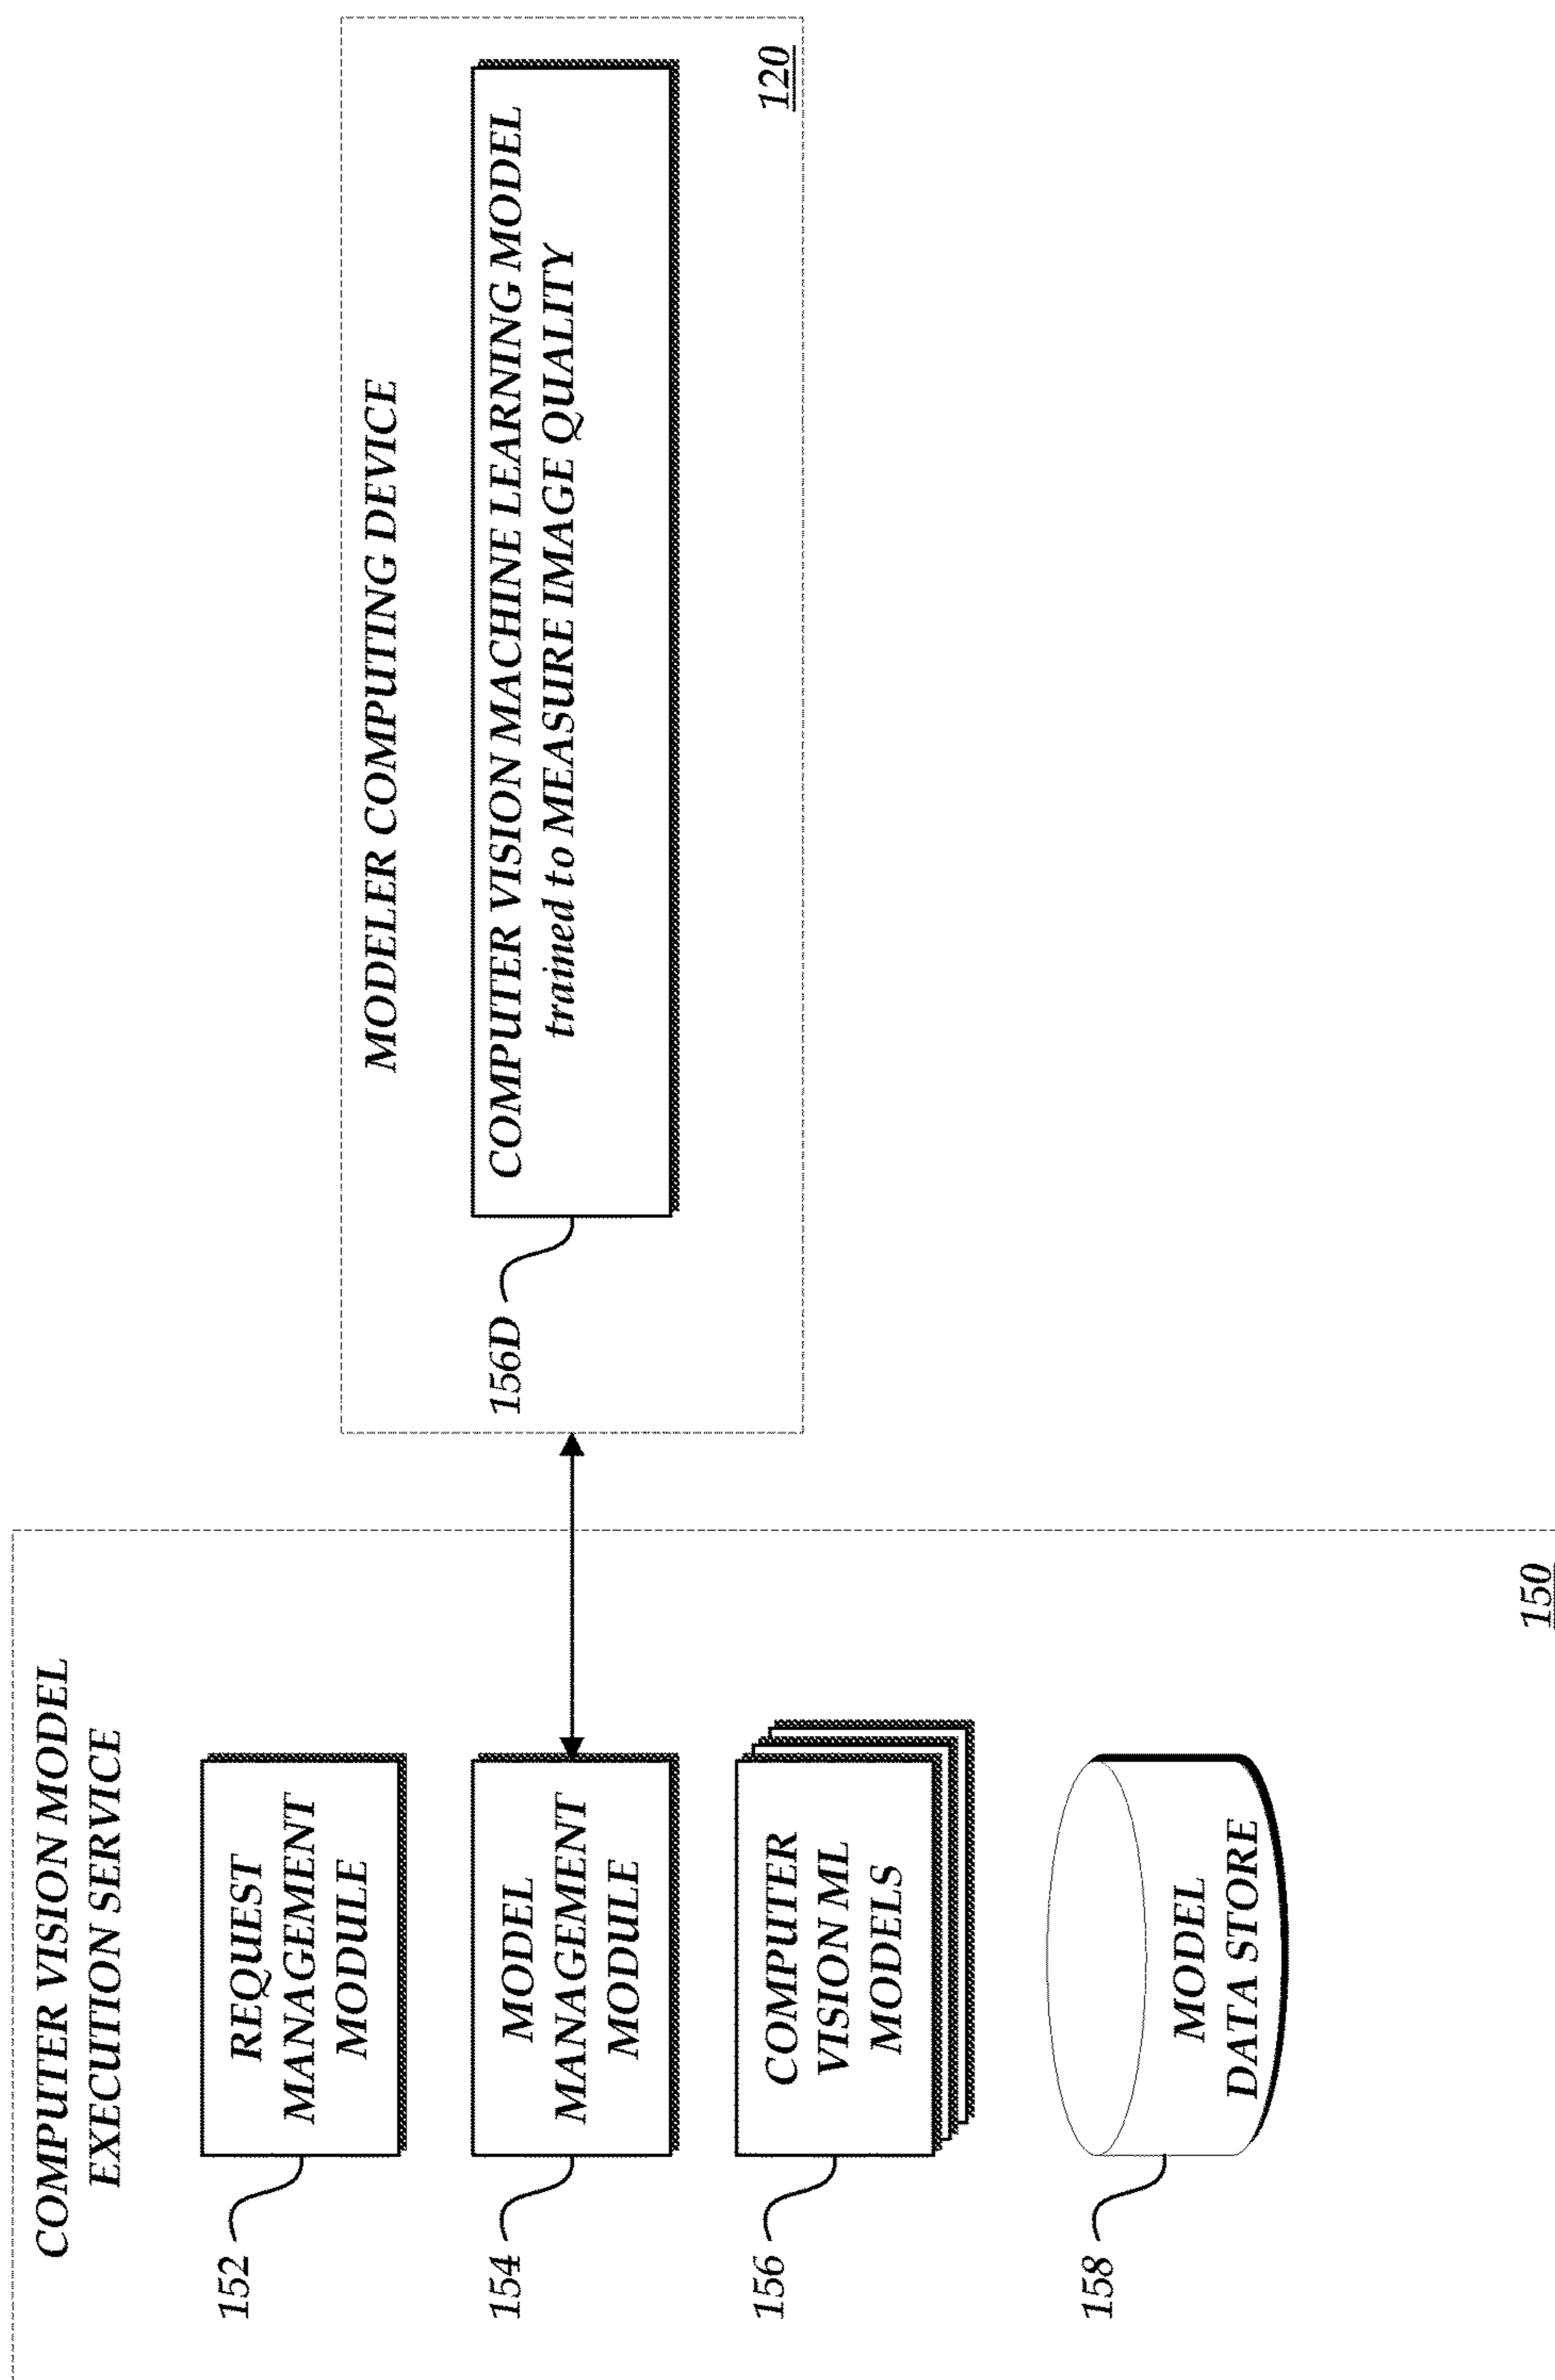 COMPUTER VISION MODEL
EXECUTION SERVICE
152
REQUEST
MANAGEMENT
MODULE
154
MODEL
MANAGEMENT
MODULE
156
COMPUTER
VISION ML
MODELS
158
MODEL
DATA STORE
150
MODELER COMPUTING DEVICE
156D
COMPUTER VISION MACHINE LEARNING MODEL
trained to MEASURE IMAGE QUALITY
120